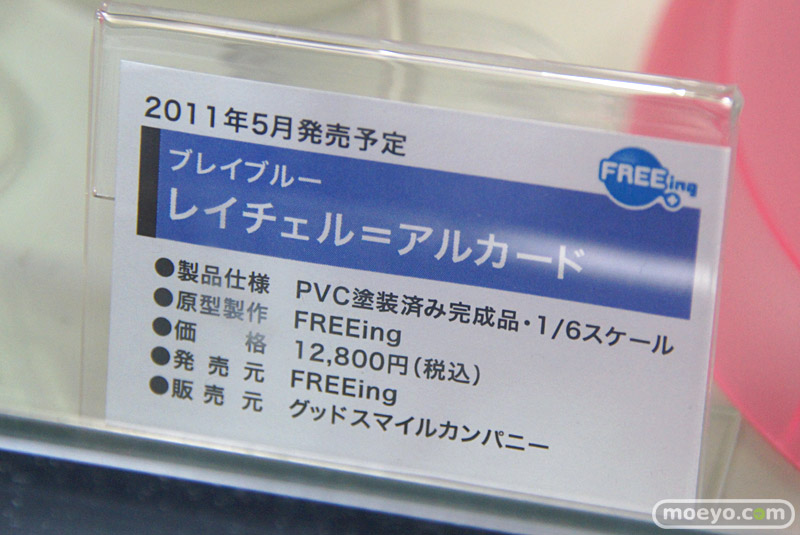 2011年5月発売予定
FREEing
ブレイブルー
レイチェル=アルカード
●製品仕様 PVC塗装済み完成品・1/6スケール
●原型製作 FREEing
●価格 12,800円(税込)
●発売元 FREEing
●販売元 グッドスマイルカンパニー
moeyo.com